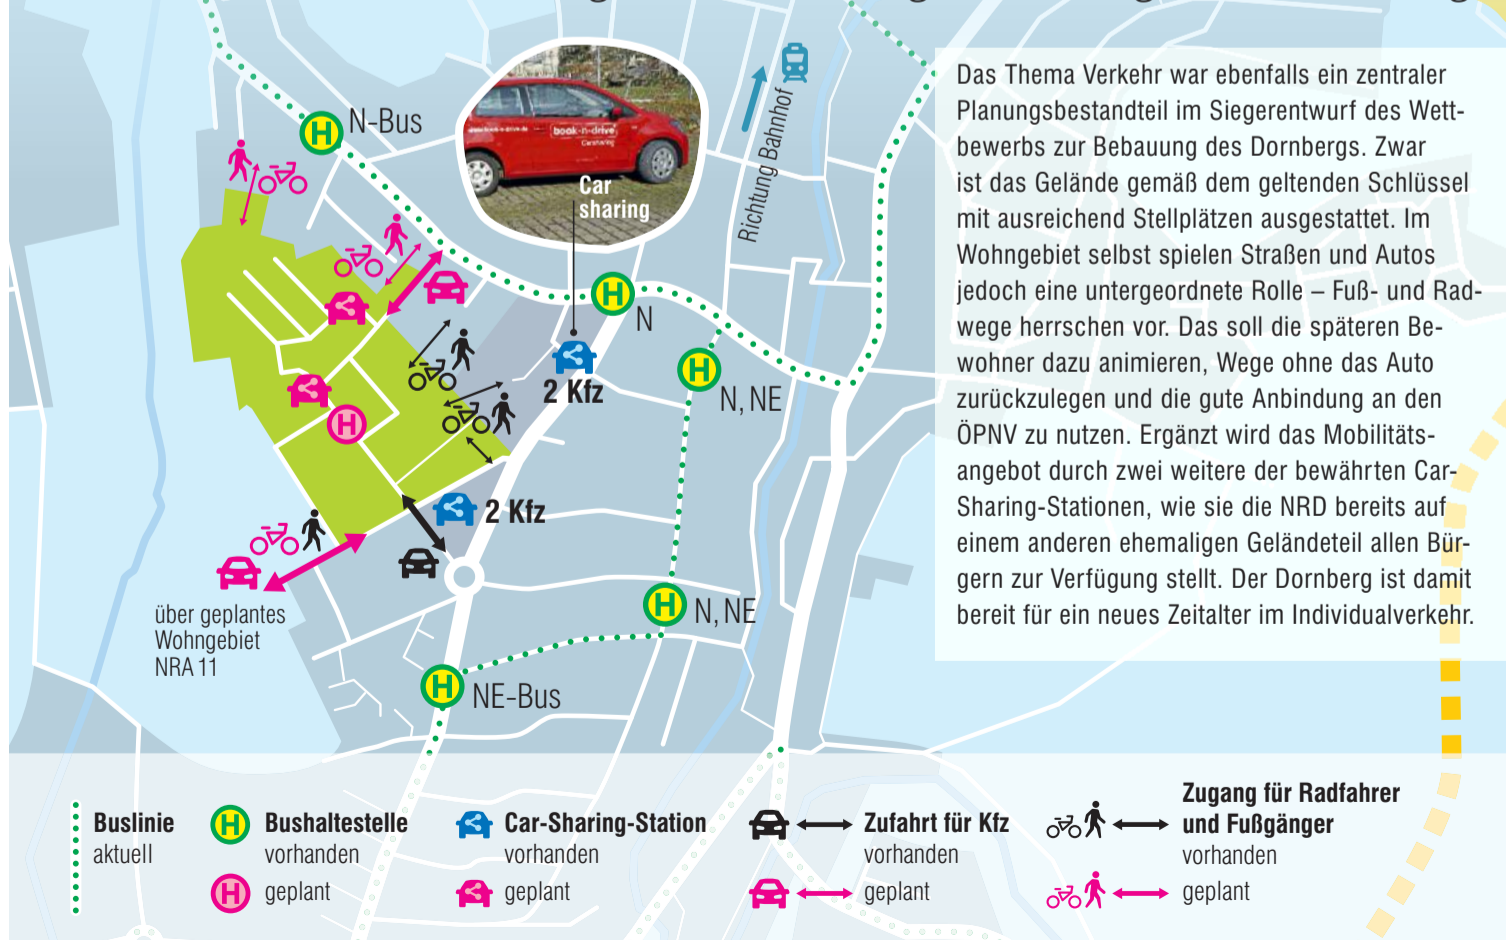 N-Bus
book-n-drive
Carsharing
Car
sharing
Richtung Bahnhof
H
H
N
2 Kfz
H
N, NE
H
2 Kfz
H
N, NE
über geplantes
Wohngebiet
NRA 11
H
NE-Bus
Das Thema Verkehr war ebenfalls ein zentraler
Planungsbestandteil im Siegerentwurf des Wett-
bewerbs zur Bebauung des Dornbergs. Zwar
ist das Gelände gemäß dem geltenden Schlüssel
mit ausreichend Stellplätzen ausgestattet. Im
Wohngebiet selbst spielen Straßen und Autos
jedoch eine untergeordnete Rolle – Fuß- und Rad-
wege herrschen vor. Das soll die späteren Be-
wohner dazu animieren, Wege ohne das Auto
zurückzulegen und die gute Anbindung an den
ÖPNV zu nutzen. Ergänzt wird das Mobilitäts-
angebot durch zwei weitere der bewährten Car-
Sharing-Stationen, wie sie die NRD bereits auf
einem anderen ehemaligen Geländeteil allen Bür-
gern zur Verfügung stellt. Der Dornberg ist damit
bereit für ein neues Zeitalter im Individualverkehr.
Buslinie
aktuell
H Bushaltestelle
vorhanden
H geplant
Car-Sharing-Station
vorhanden
geplant
Zufahrt für Kfz
vorhanden
geplant
Zugang für Radfahrer
und Fußgänger
vorhanden
geplant